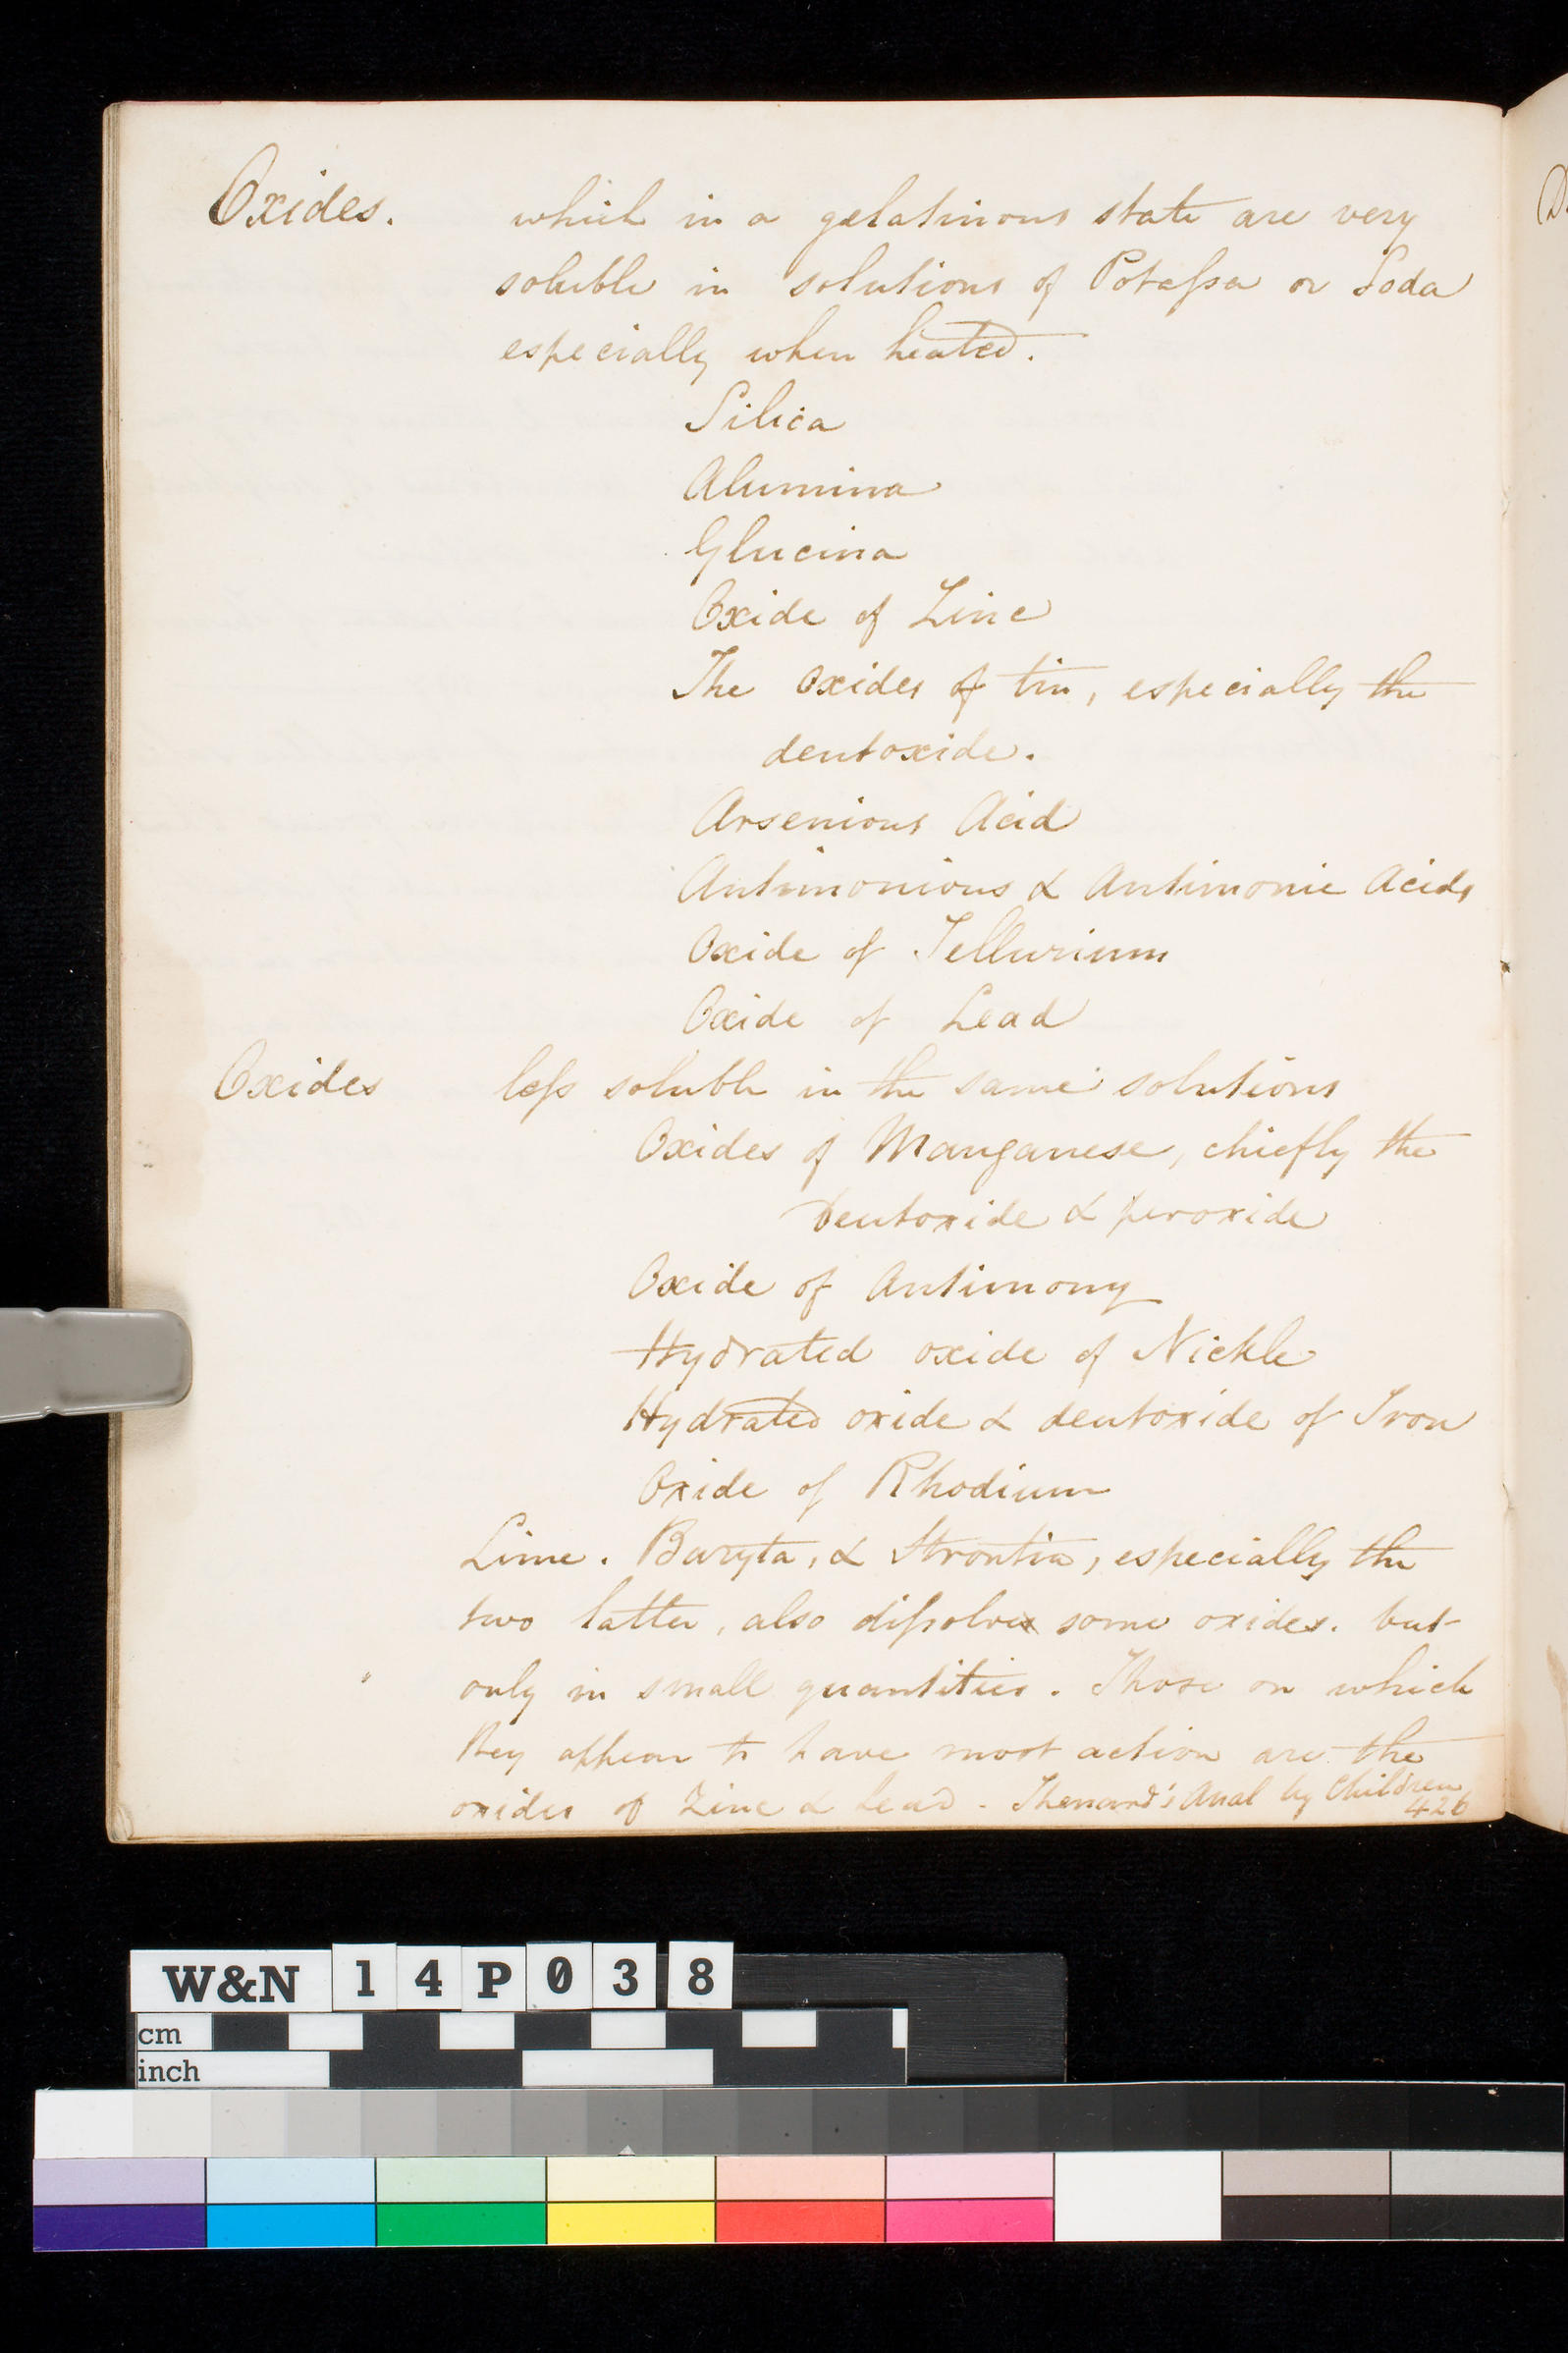 Oxides. which in a gelatinous state are very
soluble in solutions of Potaſsa or Soda
especially when heated.
Silica
Alumina
Glucina
Oxide of Zinc
The Oxides of tin, especially the
deutoxide.
Arsenious Acid
Antimonious & Antimonic Acids
Oxide of Tellurium
Oxide of Lead
Oxides leſs soluble in the same solutions
Oxides of Manganese, chiefly the
Deutoxide & peroxide
Oxide of Antimony
Hydrated oxide of Nickle
Hydrated oxide & deutoxide of Iron
Oxide of Rhodium
Lime. Baryta, & Strontia, especially the
two latter, also diſsolve some oxides. but
only in small quantities. Those on which
they appear to have most action are the
oxides of Zinc & Lead - Thenard's Anal by Children
426
W&N 14P038
cm
inch